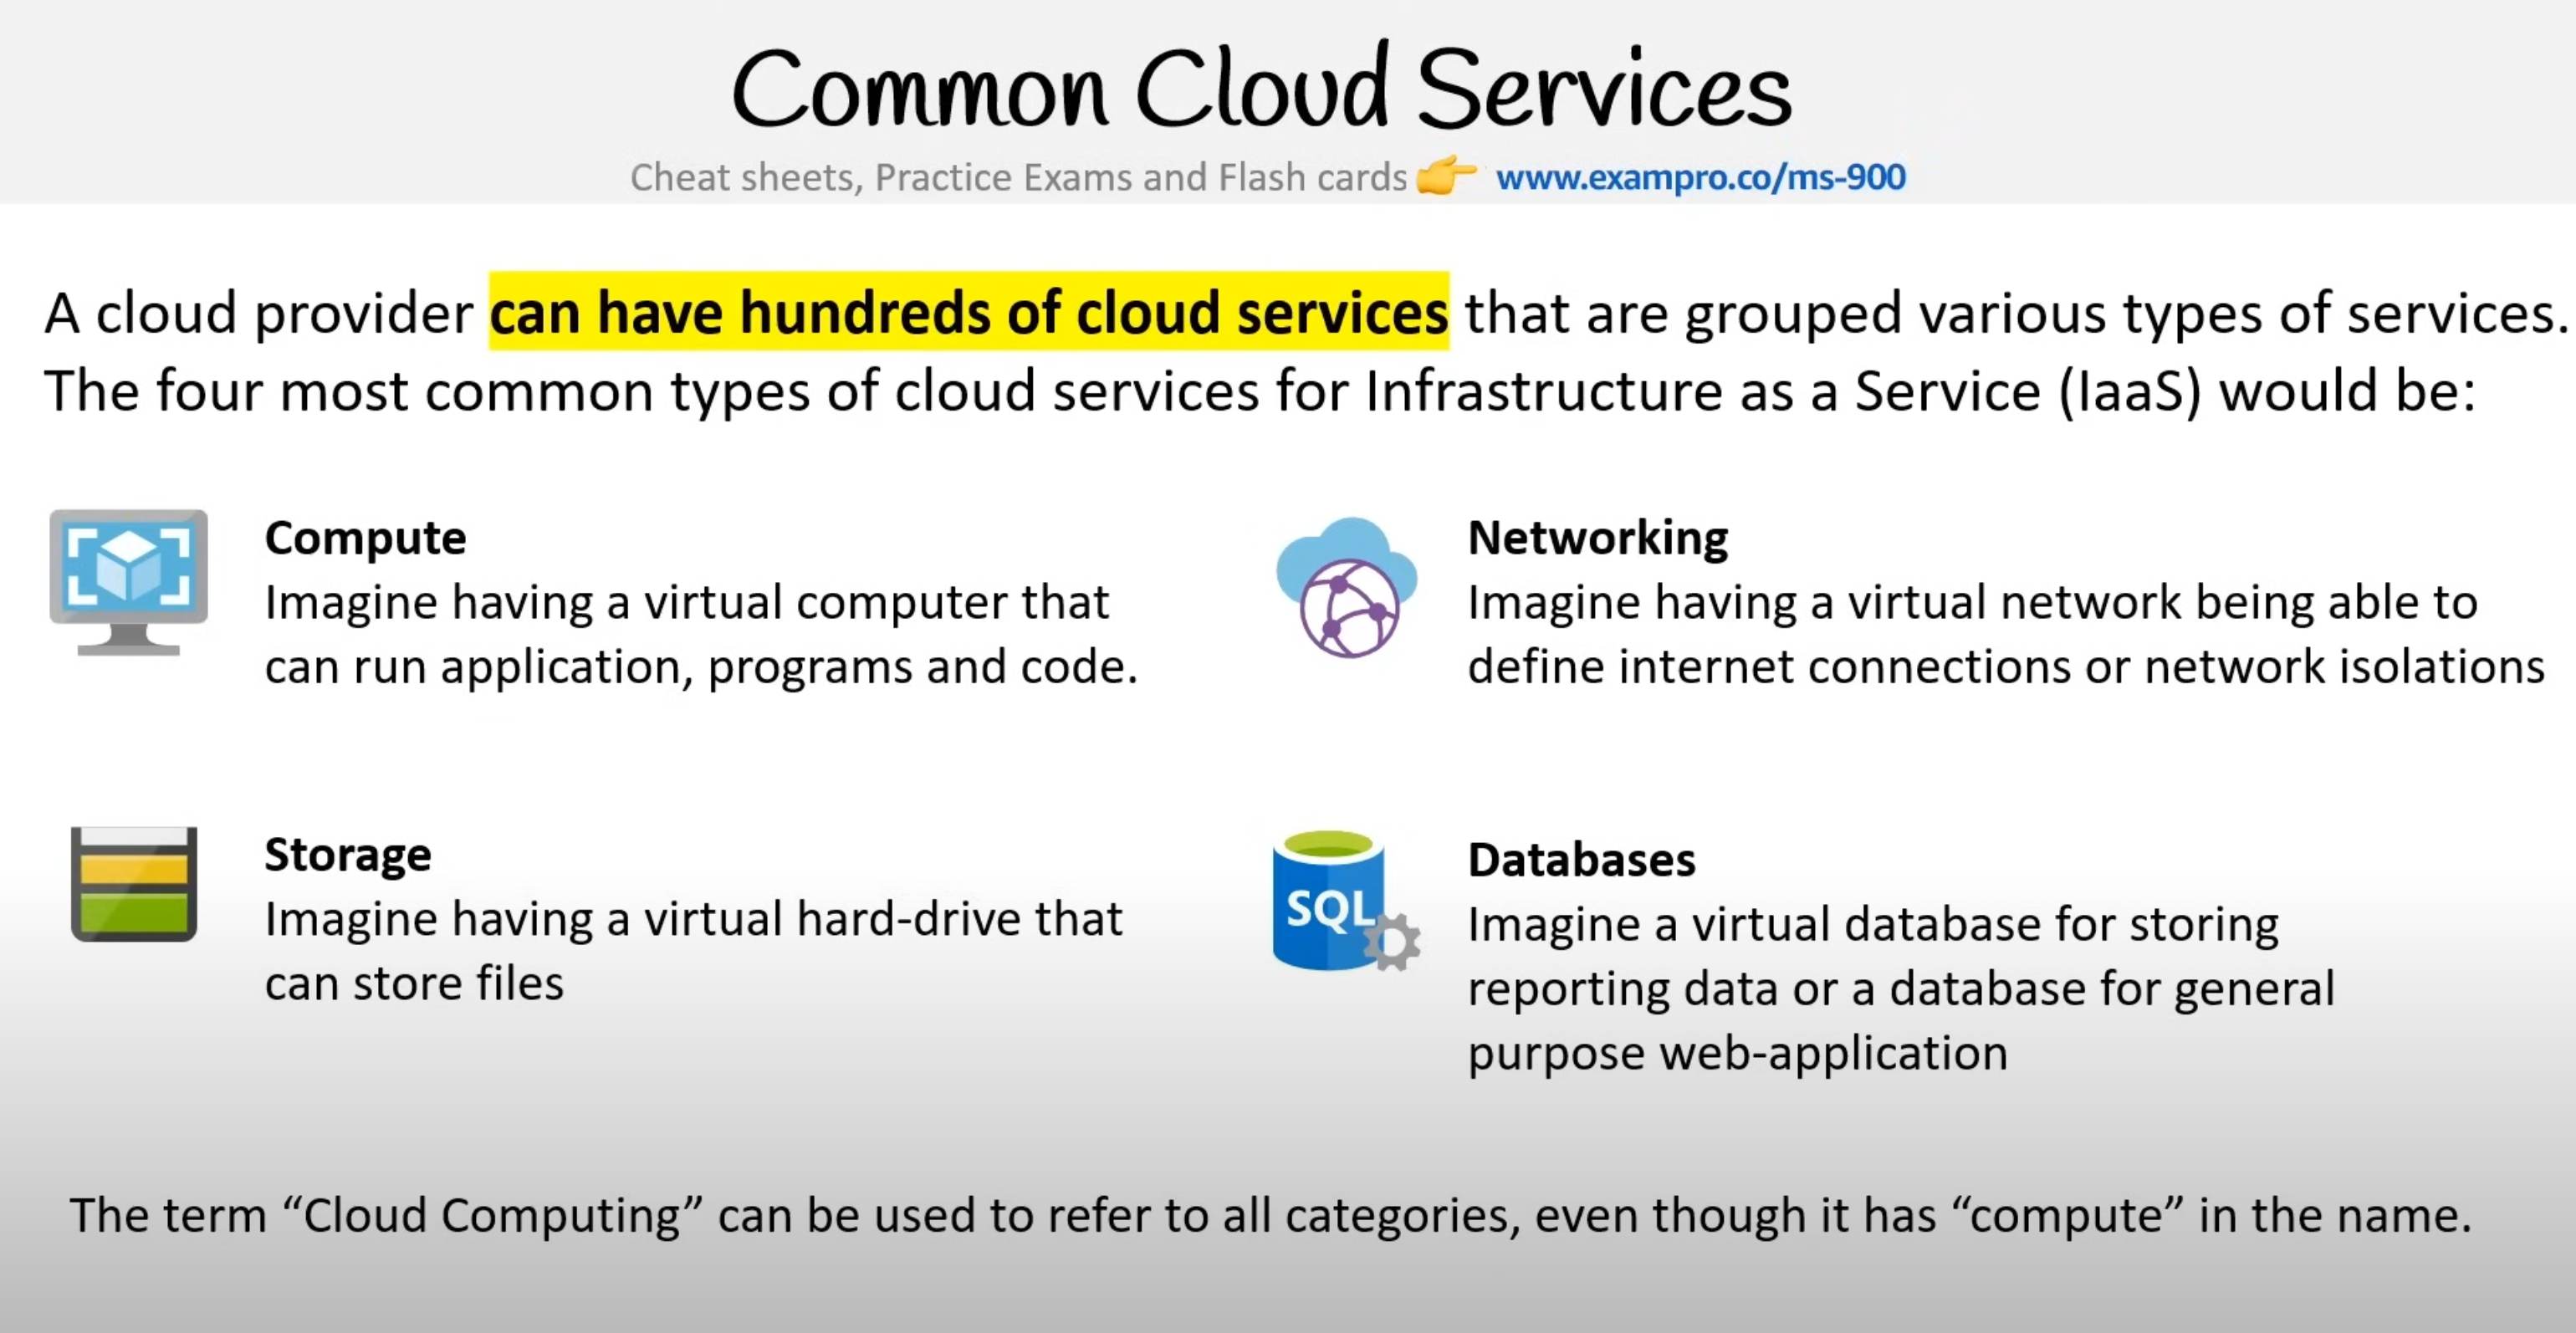 Common Cloud Services
Cheat sheets, Practice Exams and Flash cards 👉 www.exampro.co/ms-900
A cloud provider can have hundreds of cloud services that are grouped various types of services.
The four most common types of cloud services for Infrastructure as a Service (IaaS) would be:
Compute
Imagine having a virtual computer that
can run application, programs and code.
Networking
Imagine having a virtual network being able to
define internet connections or network isolations
Storage
Imagine having a virtual hard-drive that
can store files
SQL
Databases
Imagine a virtual database for storing
reporting data or a database for general
purpose web-application
The term “Cloud Computing” can be used to refer to all categories, even though it has “compute” in the name.